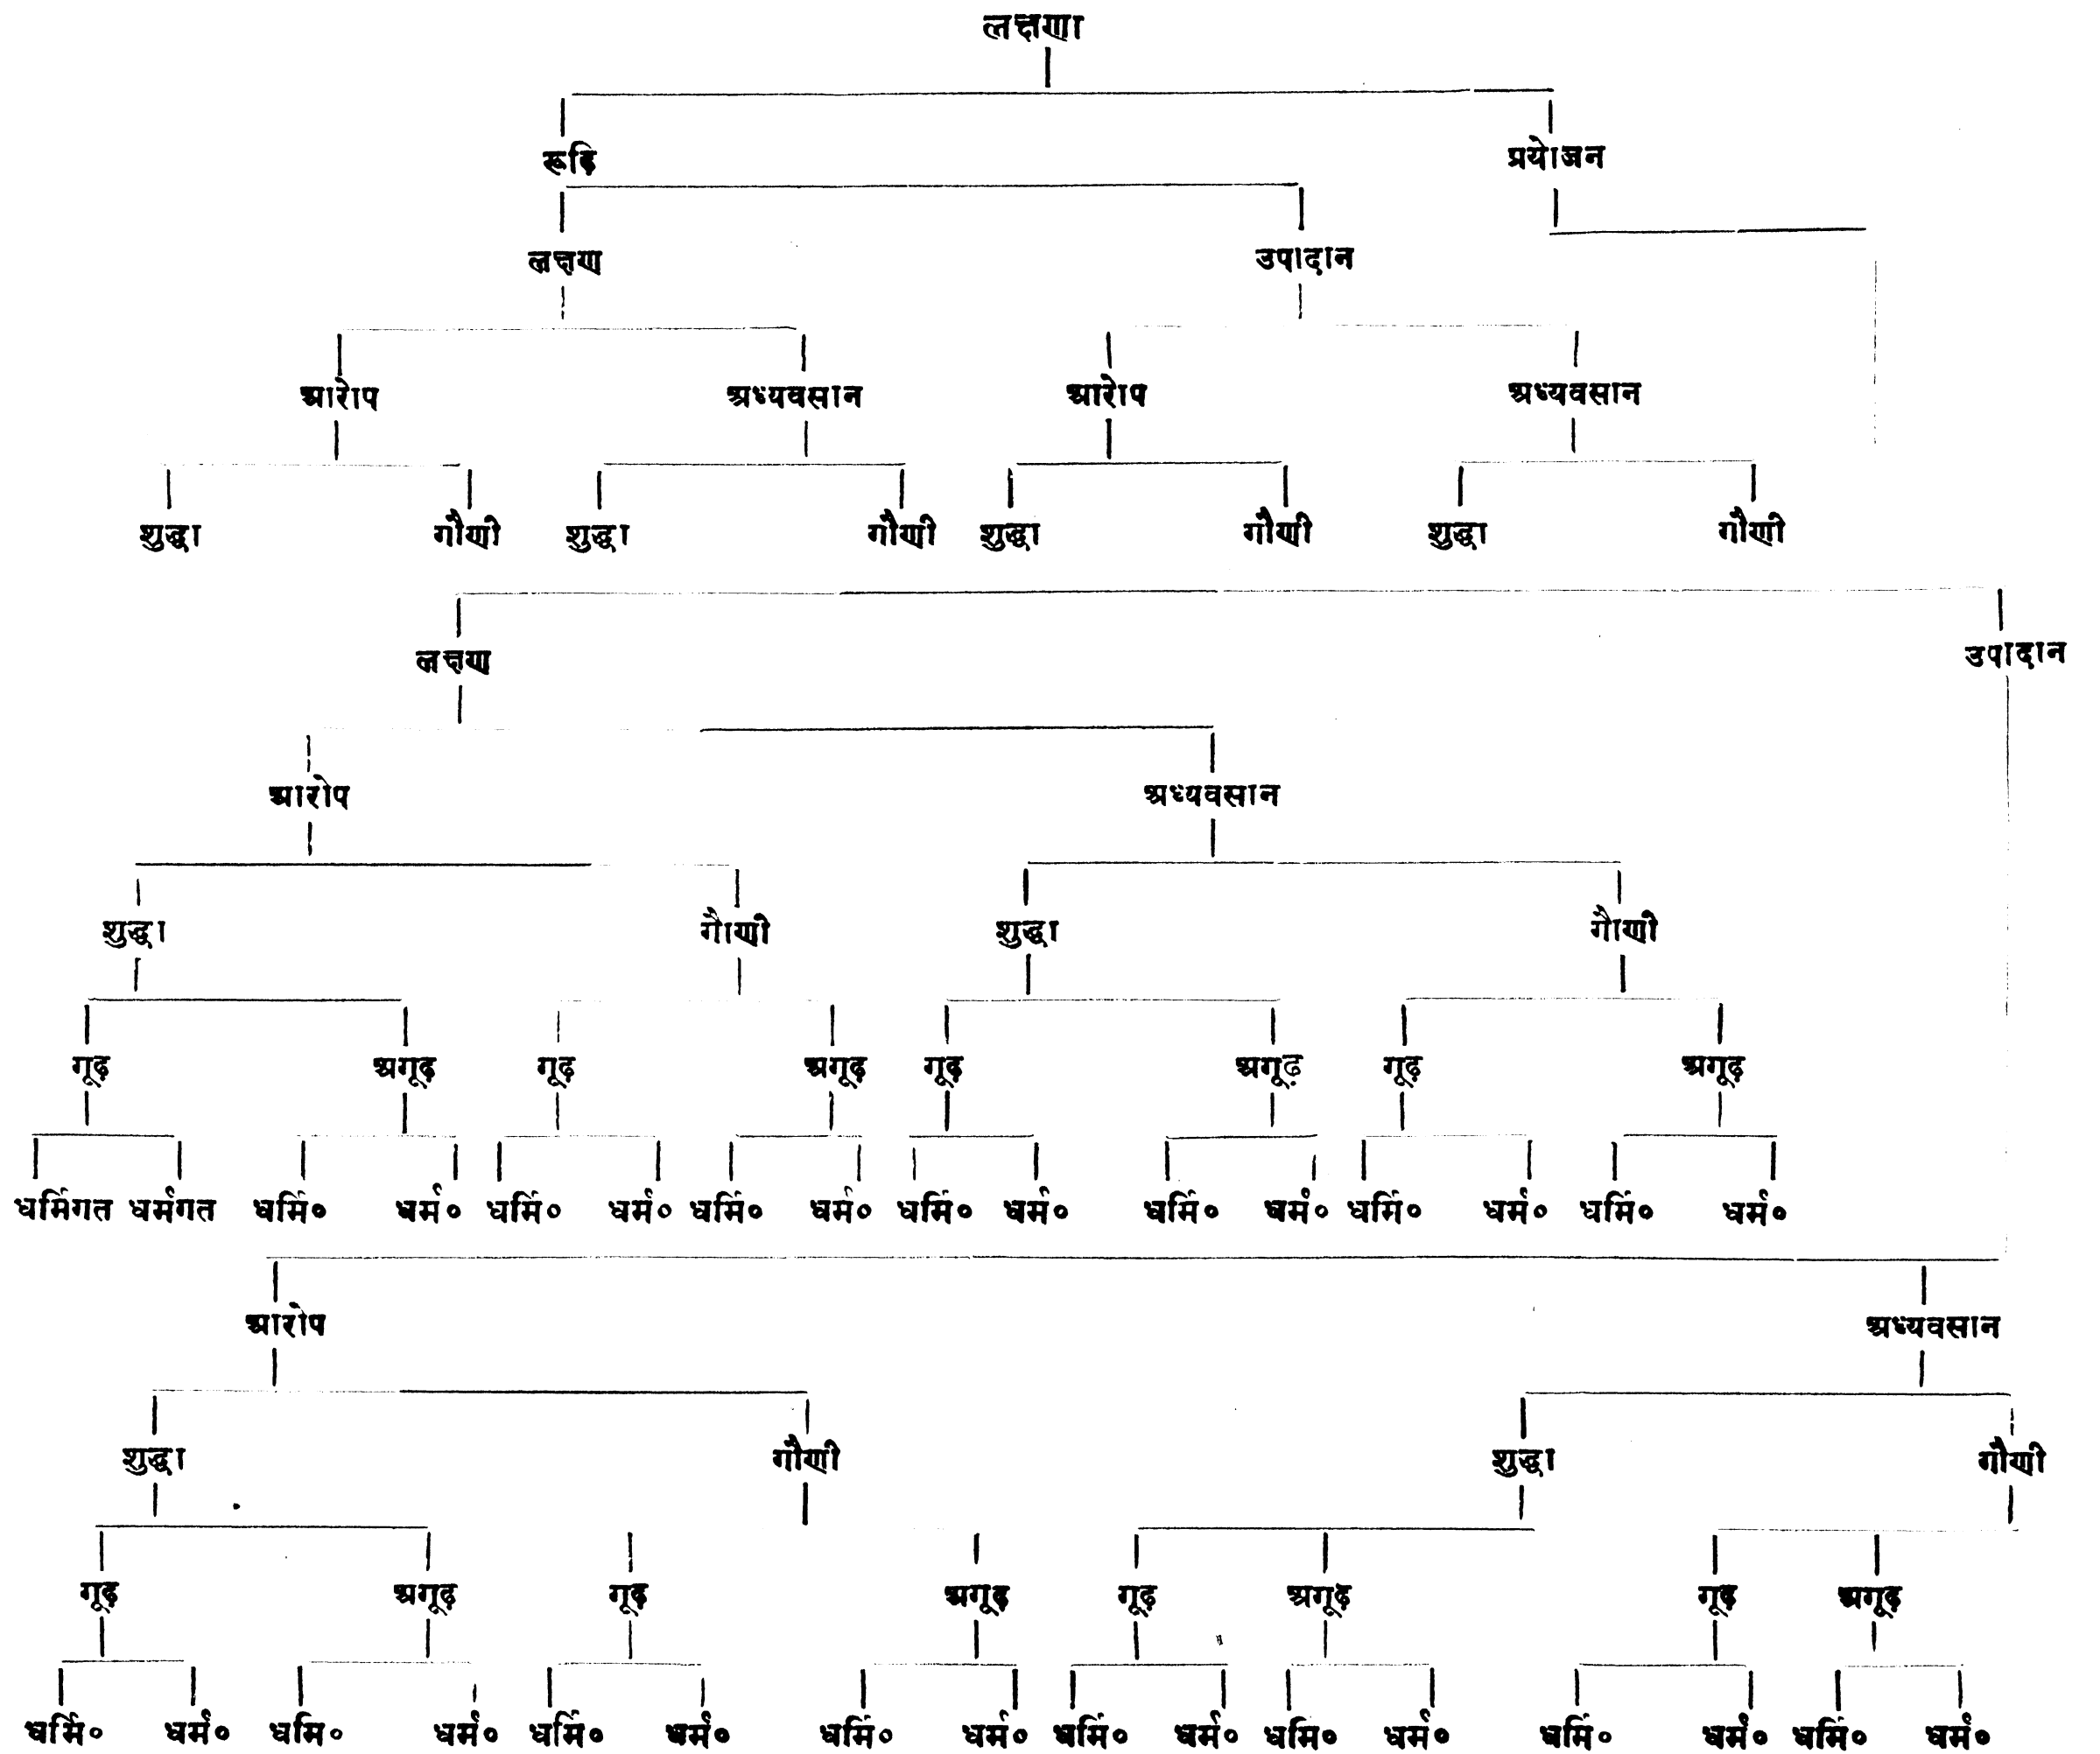 लक्षणा
रूढ़ि प्रयोजन
लक्षण उपादान
आरोप अध्यवसान आरोप अध्यवसान
शुद्धा गौणी शुद्धा गौणी शुद्धा गौणी शुद्धा गौणी
लक्षण उपादान
आरोप अध्यवसान
शुद्धा गौणी शुद्धा गौणी
गूढ़ अगूढ़ गूढ़ अगूढ़ गूढ़ अगूढ़ गूढ़ अगूढ़
धर्मिगत धर्मगत धर्मि० धर्म० धर्मि० धर्म० धर्मि० धर्म० धर्मि० धर्म० धर्मि० धर्म० धर्मि० धर्म० धर्मि० धर्म०
आरोप अध्यवसान
शुद्धा गौणी शुद्धा गौणी
गूढ़ अगूढ़ गूढ़ अगूढ़ गूढ़ अगूढ़ गूढ़ अगूढ़
धर्मि० धर्म० धर्मि० धर्म० धर्मि० धर्म० धर्मि० धर्म० धर्मि० धर्म० धर्मि० धर्म० धर्मि० धर्म० धर्मि० धर्म०